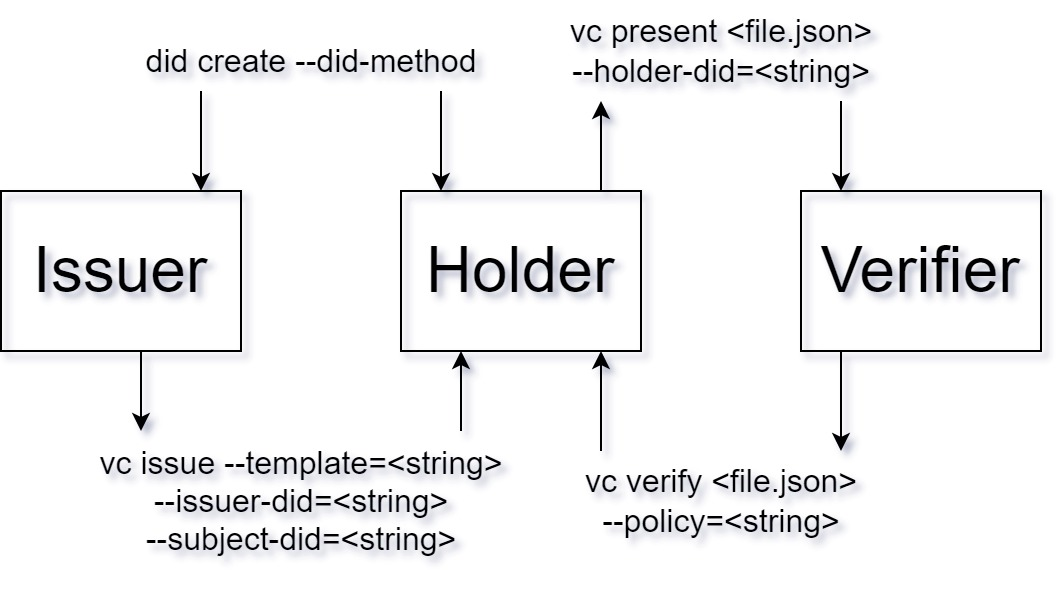 did create --did-method
vc present <file.json>
--holder-did=<string>
Issuer
Holder
Verifier
vc issue --template=<string>
--issuer-did=<string>
--subject-did=<string>
vc verify <file.json>
--policy=<string>